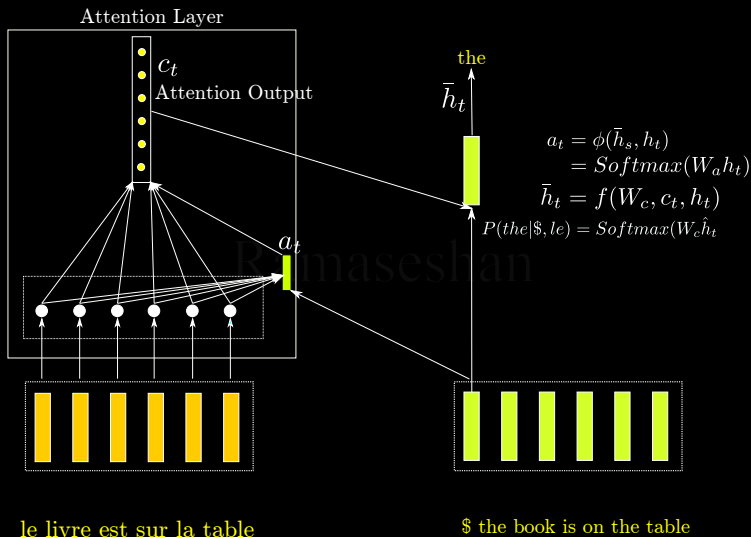 Attention Layer
c_t
Attention Output
the
h̄_t
a_t = ϕ(h̄_s, h_t)
= Softmax(W_a h_t)
h̄_t = f(W_c, c_t, h_t)
P(the|$, le) = Softmax(W_c ĥ_t
a_t
Ramaseshan
le livre est sur la table
$ the book is on the table